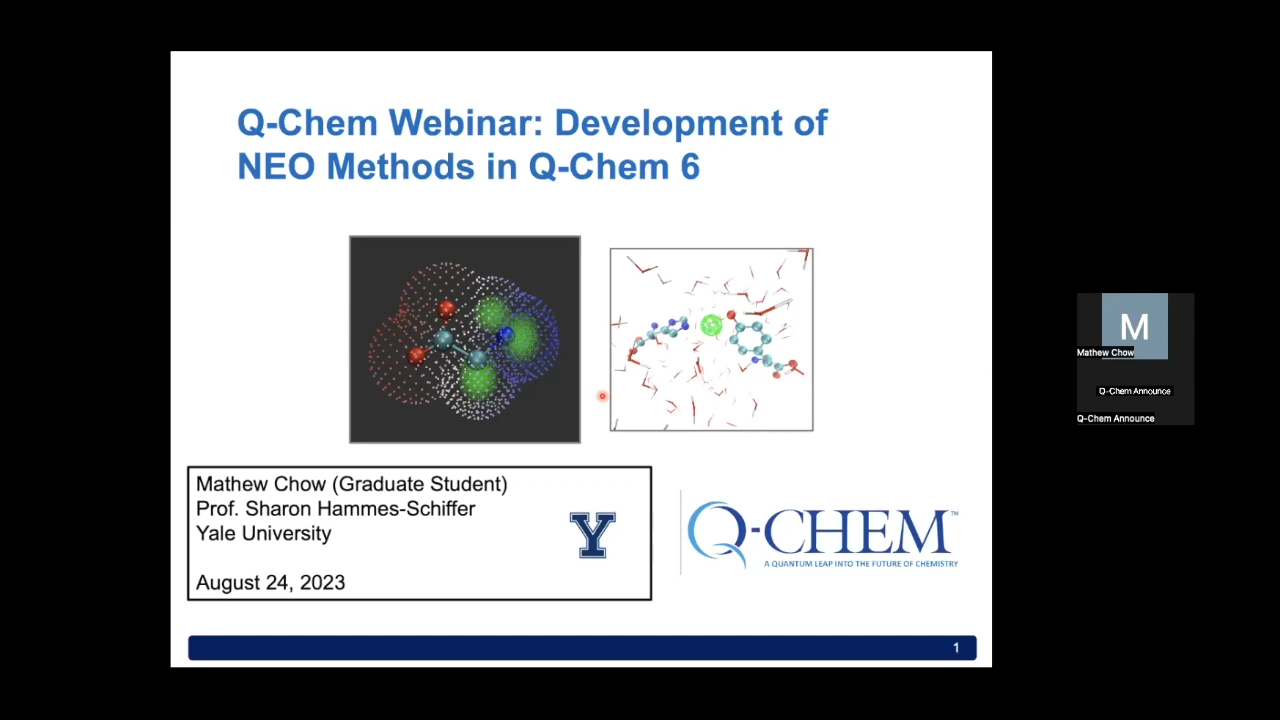 Q-Chem Webinar: Development of
NEO Methods in Q-Chem 6
Mathew Chow (Graduate Student)
Prof. Sharon Hammes-Schiffer
Yale University
August 24, 2023
Y
Q-CHEM™
A QUANTUM LEAP INTO THE FUTURE OF CHEMISTRY
1
M
Mathew Chow
Q-Chem Announce
Q-Chem Announce